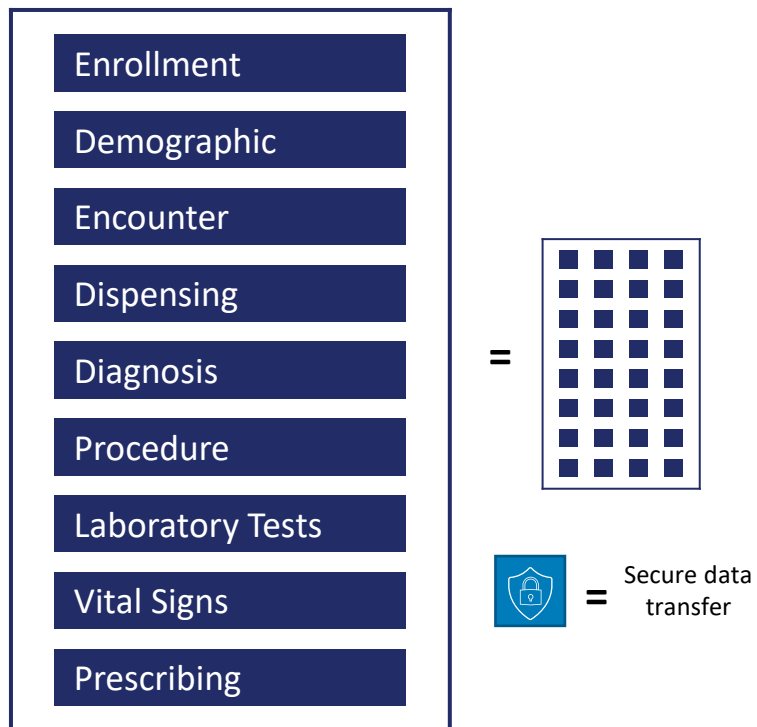 Enrollment
Demographic
Encounter
Dispensing
Diagnosis
Procedure
Laboratory Tests
Vital Signs
Prescribing
=
= Secure data
transfer